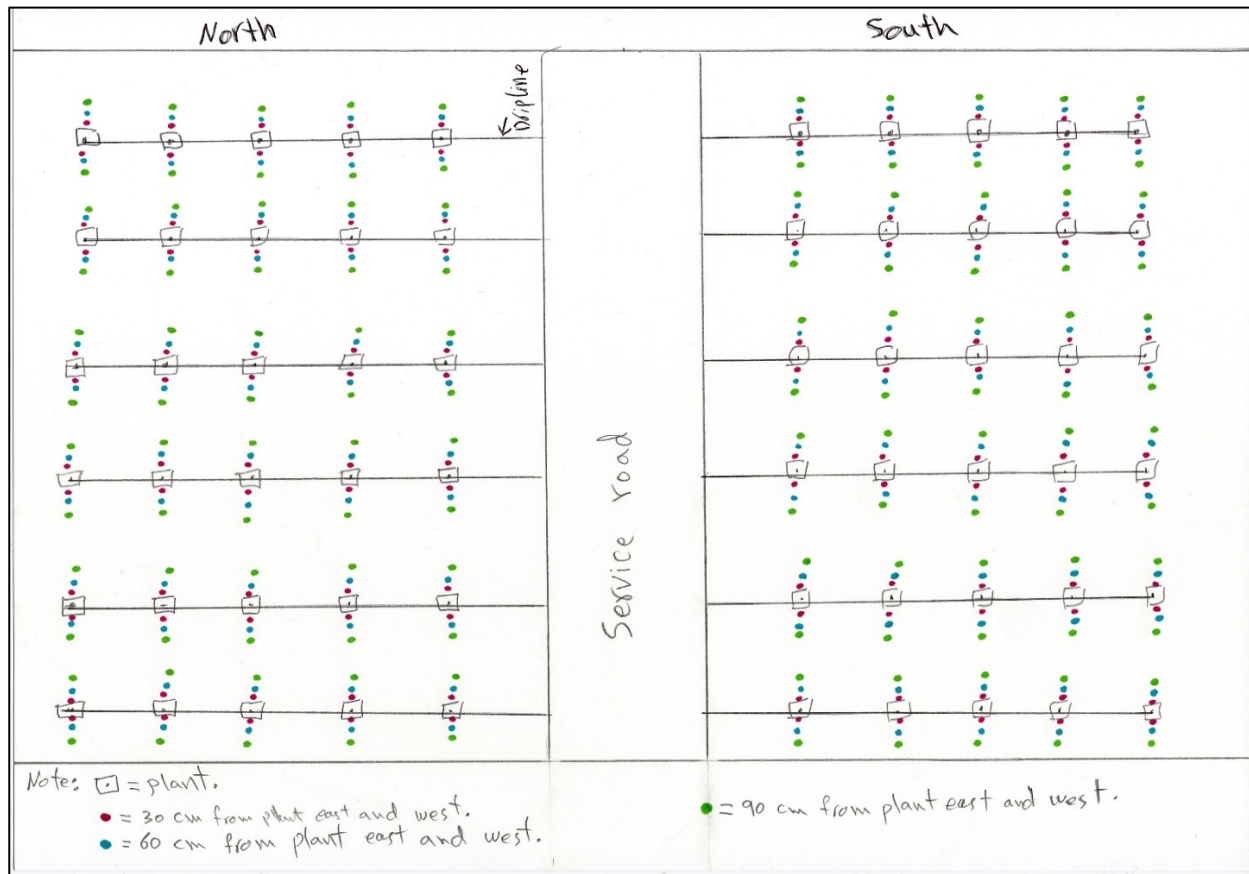 North
South
Dripline
Service road
Note: ⊡ = plant.
● = 30 cm from plant east and west.
● = 60 cm from plant east and west.
● = 90 cm from plant east and west.